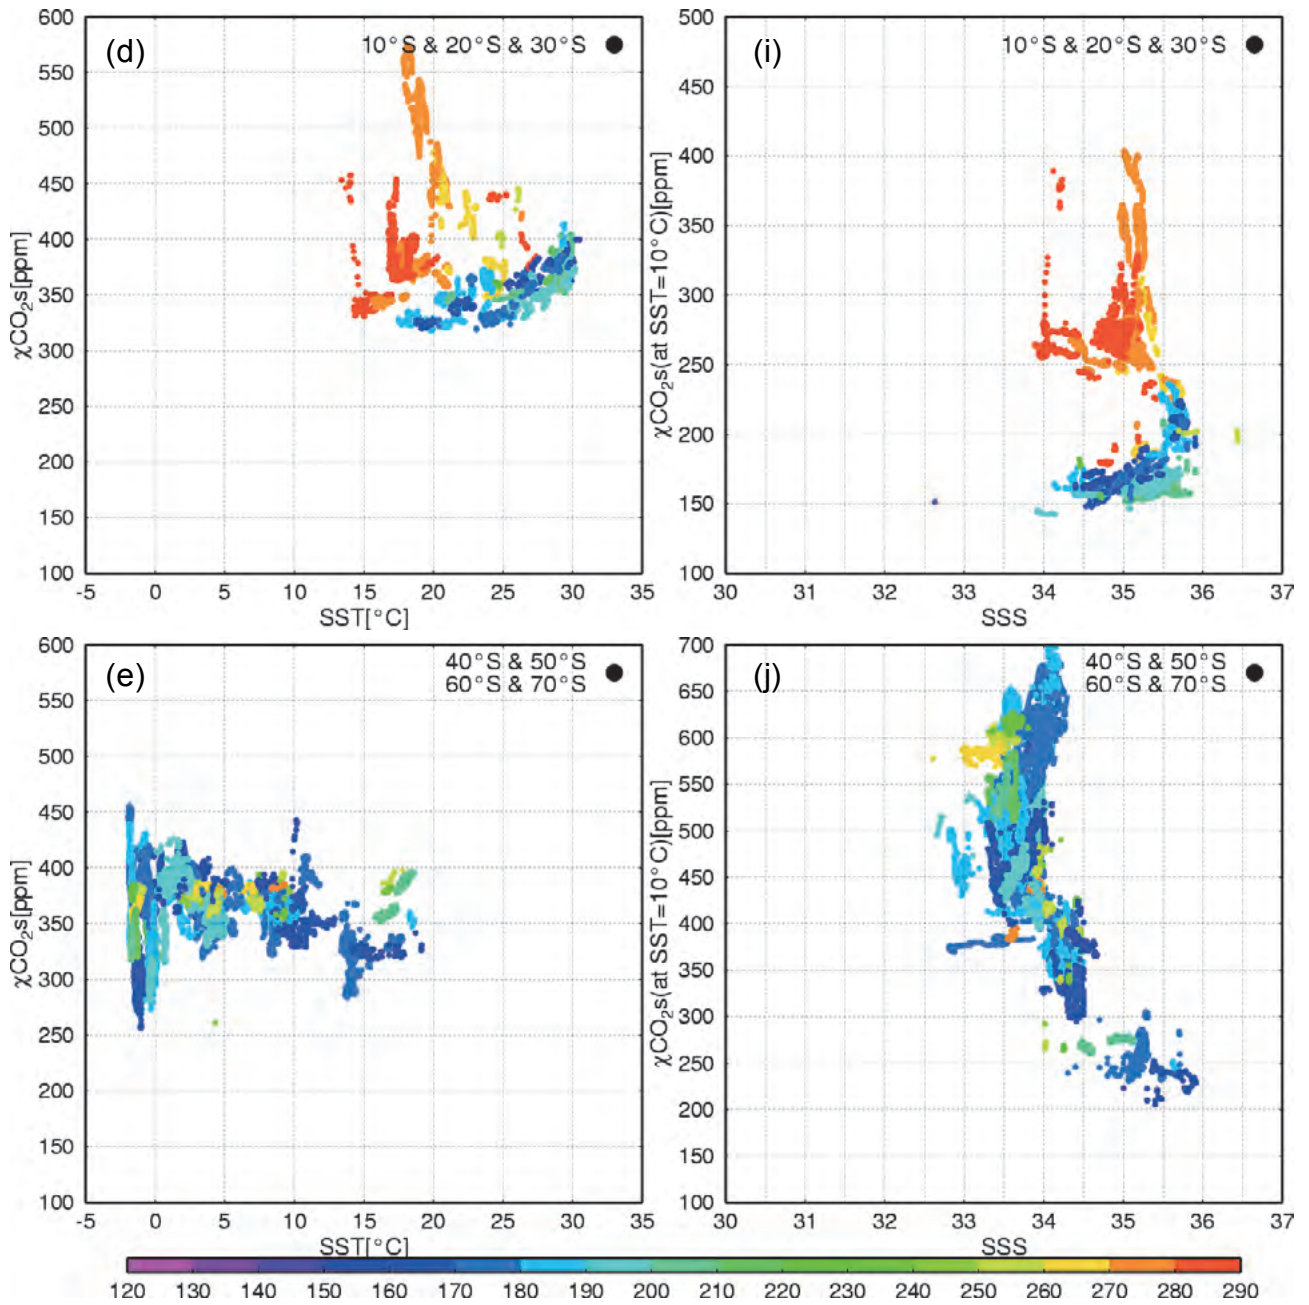 (d)
10°S & 20°S & 30°S
600
550
500
450
400
350
300
250
200
150
100
χCO₂s[ppm]
-5 0 5 10 15 20 25 30 35
SST[°C]
(i)
10°S & 20°S & 30°S
500
450
400
350
300
250
200
150
100
χCO₂s(at SST=10°C)[ppm]
30 31 32 33 34 35 36 37
SSS
(e)
40°S & 50°S
60°S & 70°S
600
550
500
450
400
350
300
250
200
150
100
χCO₂s[ppm]
-5 0 5 10 15 20 25 30 35
SST[°C]
(j)
40°S & 50°S
60°S & 70°S
700
650
600
550
500
450
400
350
300
250
200
150
100
χCO₂s(at SST=10°C)[ppm]
30 31 32 33 34 35 36 37
SSS
120 130 140 150 160 170 180 190 200 210 220 230 240 250 260 270 280 290